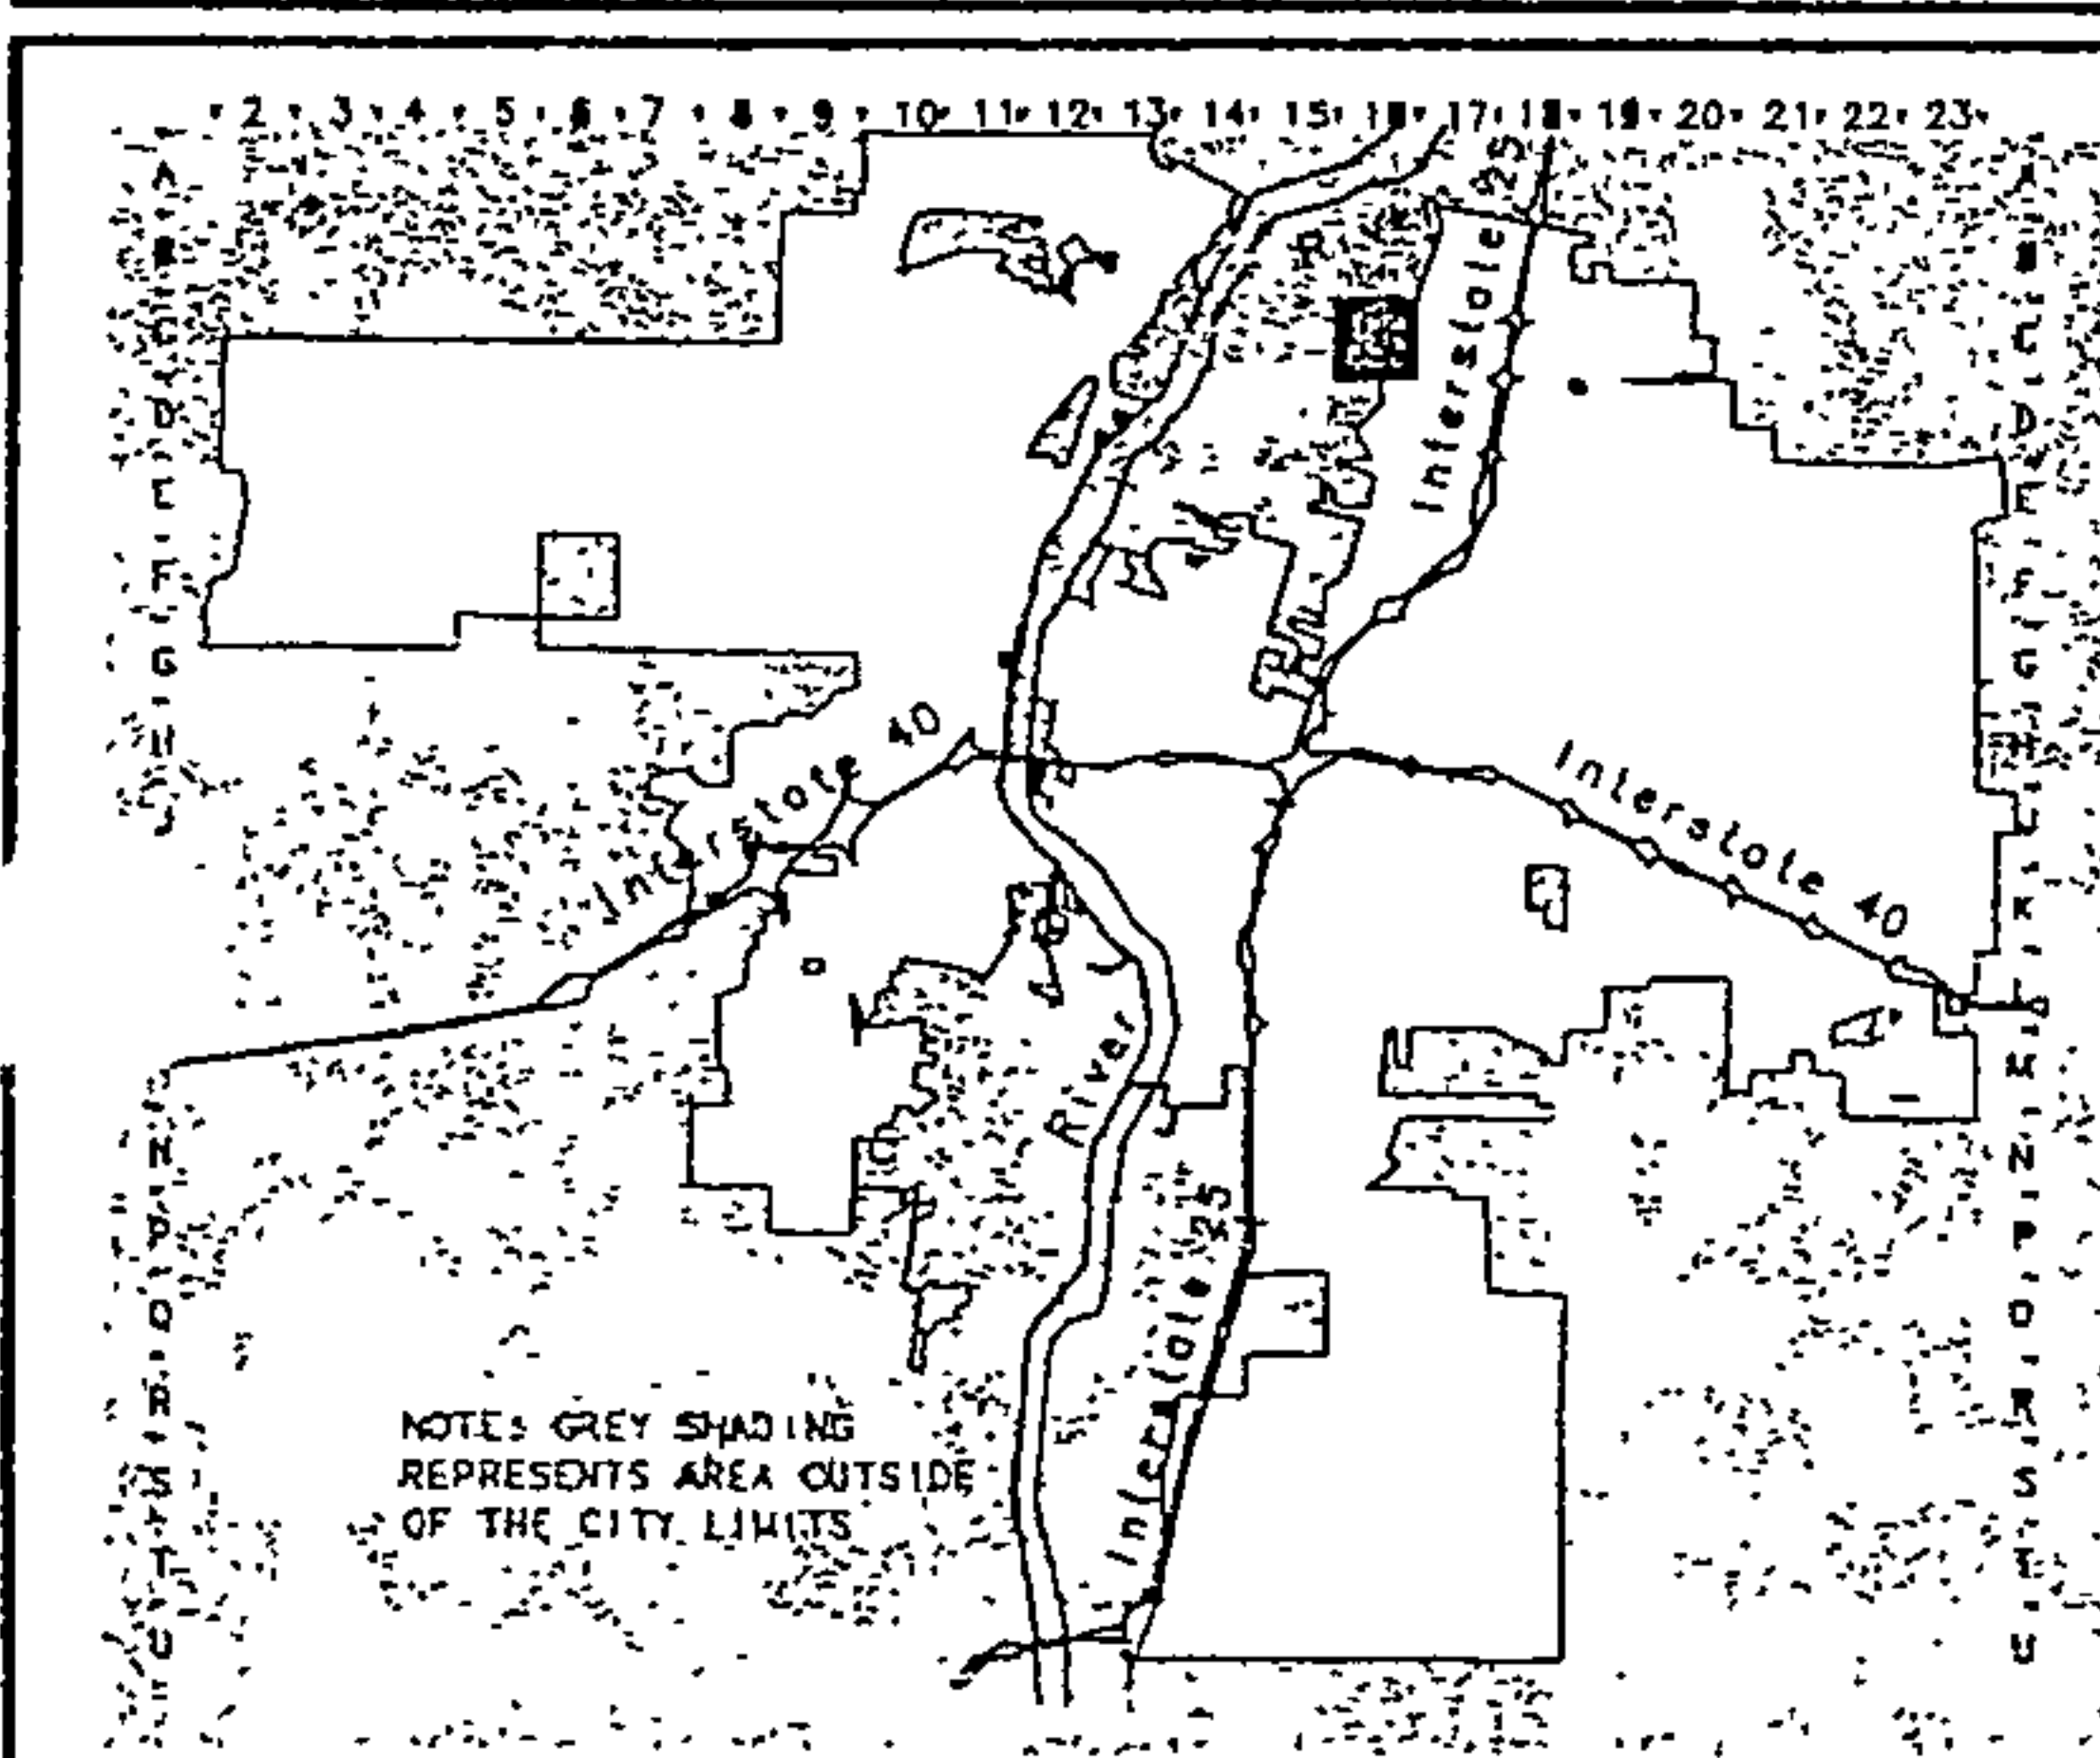 2 3 4 5 6 7 8 9 10 11 12 13 14 15 16 17 18 19 20 21 22 23
Interstate 25
Interstate 40
Interstate 40
River
Interstate 25
NOTE: GREY SHADING
REPRESENTS AREA OUTSIDE
OF THE CITY LIMITS
A
B
C
D
E
F
G
H
J
N
P
Q
R
S
T
U
A
B
C
D
E
F
G
H
J
K
L
M
N
P
Q
R
S
T
U